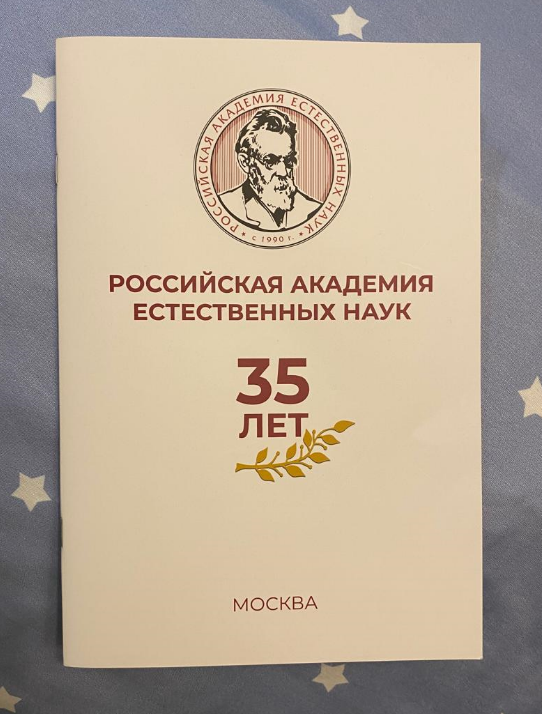 РОССИЙСКАЯ АКАДЕМИЯ ЕСТЕСТВЕННЫХ НАУК
с 1990 г.
РОССИЙСКАЯ АКАДЕМИЯ
ЕСТЕСТВЕННЫХ НАУК
35
ЛЕТ
МОСКВА